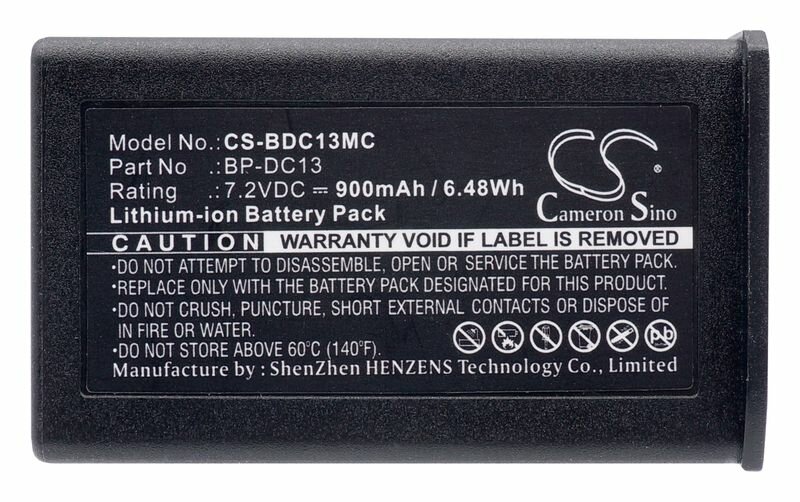 Model No.: CS-BDC13MC
Part No .: BP-DC13
Rating .: 7.2VDC ⎓ 900mAh / 6.48Wh
Lithium-ion Battery Pack
CS
®
Cameron Sino
CAUTION WARRANTY VOID IF LABEL IS REMOVED
•DO NOT ATTEMPT TO DISASSEMBLE, OPEN OR SERVICE THE BATTERY PACK.
•REPLACE ONLY WITH THE BATTERY PACK DESIGNATED FOR THIS PRODUCT.
•DO NOT CRUSH, PUNCTURE, SHORT EXTERNAL CONTACTS OR DISPOSE OF
IN FIRE OR WATER.
•DO NOT STORE ABOVE 60°C (140°F).
Pb
Manufacture by : ShenZhen HENZENS Technology Co., Limited